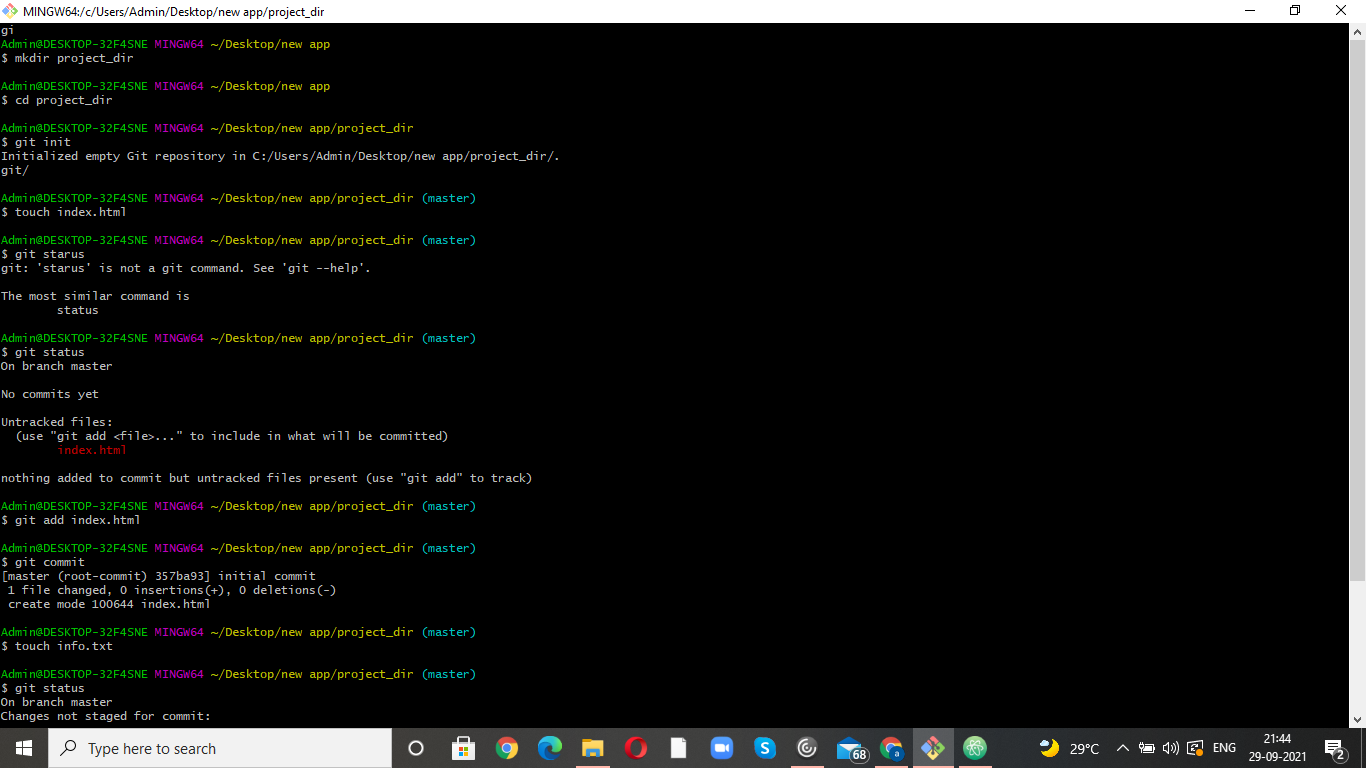 MINGW64:/c/Users/Admin/Desktop/new app/project_dir
gi
Admin@DESKTOP-32F4SNE MINGW64 ~/Desktop/new app
$ mkdir project_dir
Admin@DESKTOP-32F4SNE MINGW64 ~/Desktop/new app
$ cd project_dir
Admin@DESKTOP-32F4SNE MINGW64 ~/Desktop/new app/project_dir
$ git init
Initialized empty Git repository in C:/Users/Admin/Desktop/new app/project_dir/.
git/
Admin@DESKTOP-32F4SNE MINGW64 ~/Desktop/new app/project_dir (master)
$ touch index.html
Admin@DESKTOP-32F4SNE MINGW64 ~/Desktop/new app/project_dir (master)
$ git starus
git: 'starus' is not a git command. See 'git --help'.
The most similar command is
status
Admin@DESKTOP-32F4SNE MINGW64 ~/Desktop/new app/project_dir (master)
$ git status
On branch master
No commits yet
Untracked files:
(use "git add <file>..." to include in what will be committed)
index.html
nothing added to commit but untracked files present (use "git add" to track)
Admin@DESKTOP-32F4SNE MINGW64 ~/Desktop/new app/project_dir (master)
$ git add index.html
Admin@DESKTOP-32F4SNE MINGW64 ~/Desktop/new app/project_dir (master)
$ git commit
[master (root-commit) 357ba93] initial commit
1 file changed, 0 insertions(+), 0 deletions(-)
create mode 100644 index.html
Admin@DESKTOP-32F4SNE MINGW64 ~/Desktop/new app/project_dir (master)
$ touch info.txt
Admin@DESKTOP-32F4SNE MINGW64 ~/Desktop/new app/project_dir (master)
$ git status
On branch master
Changes not staged for commit:
Type here to search
68
a
29°C
ENG
21:44
29-09-2021
2